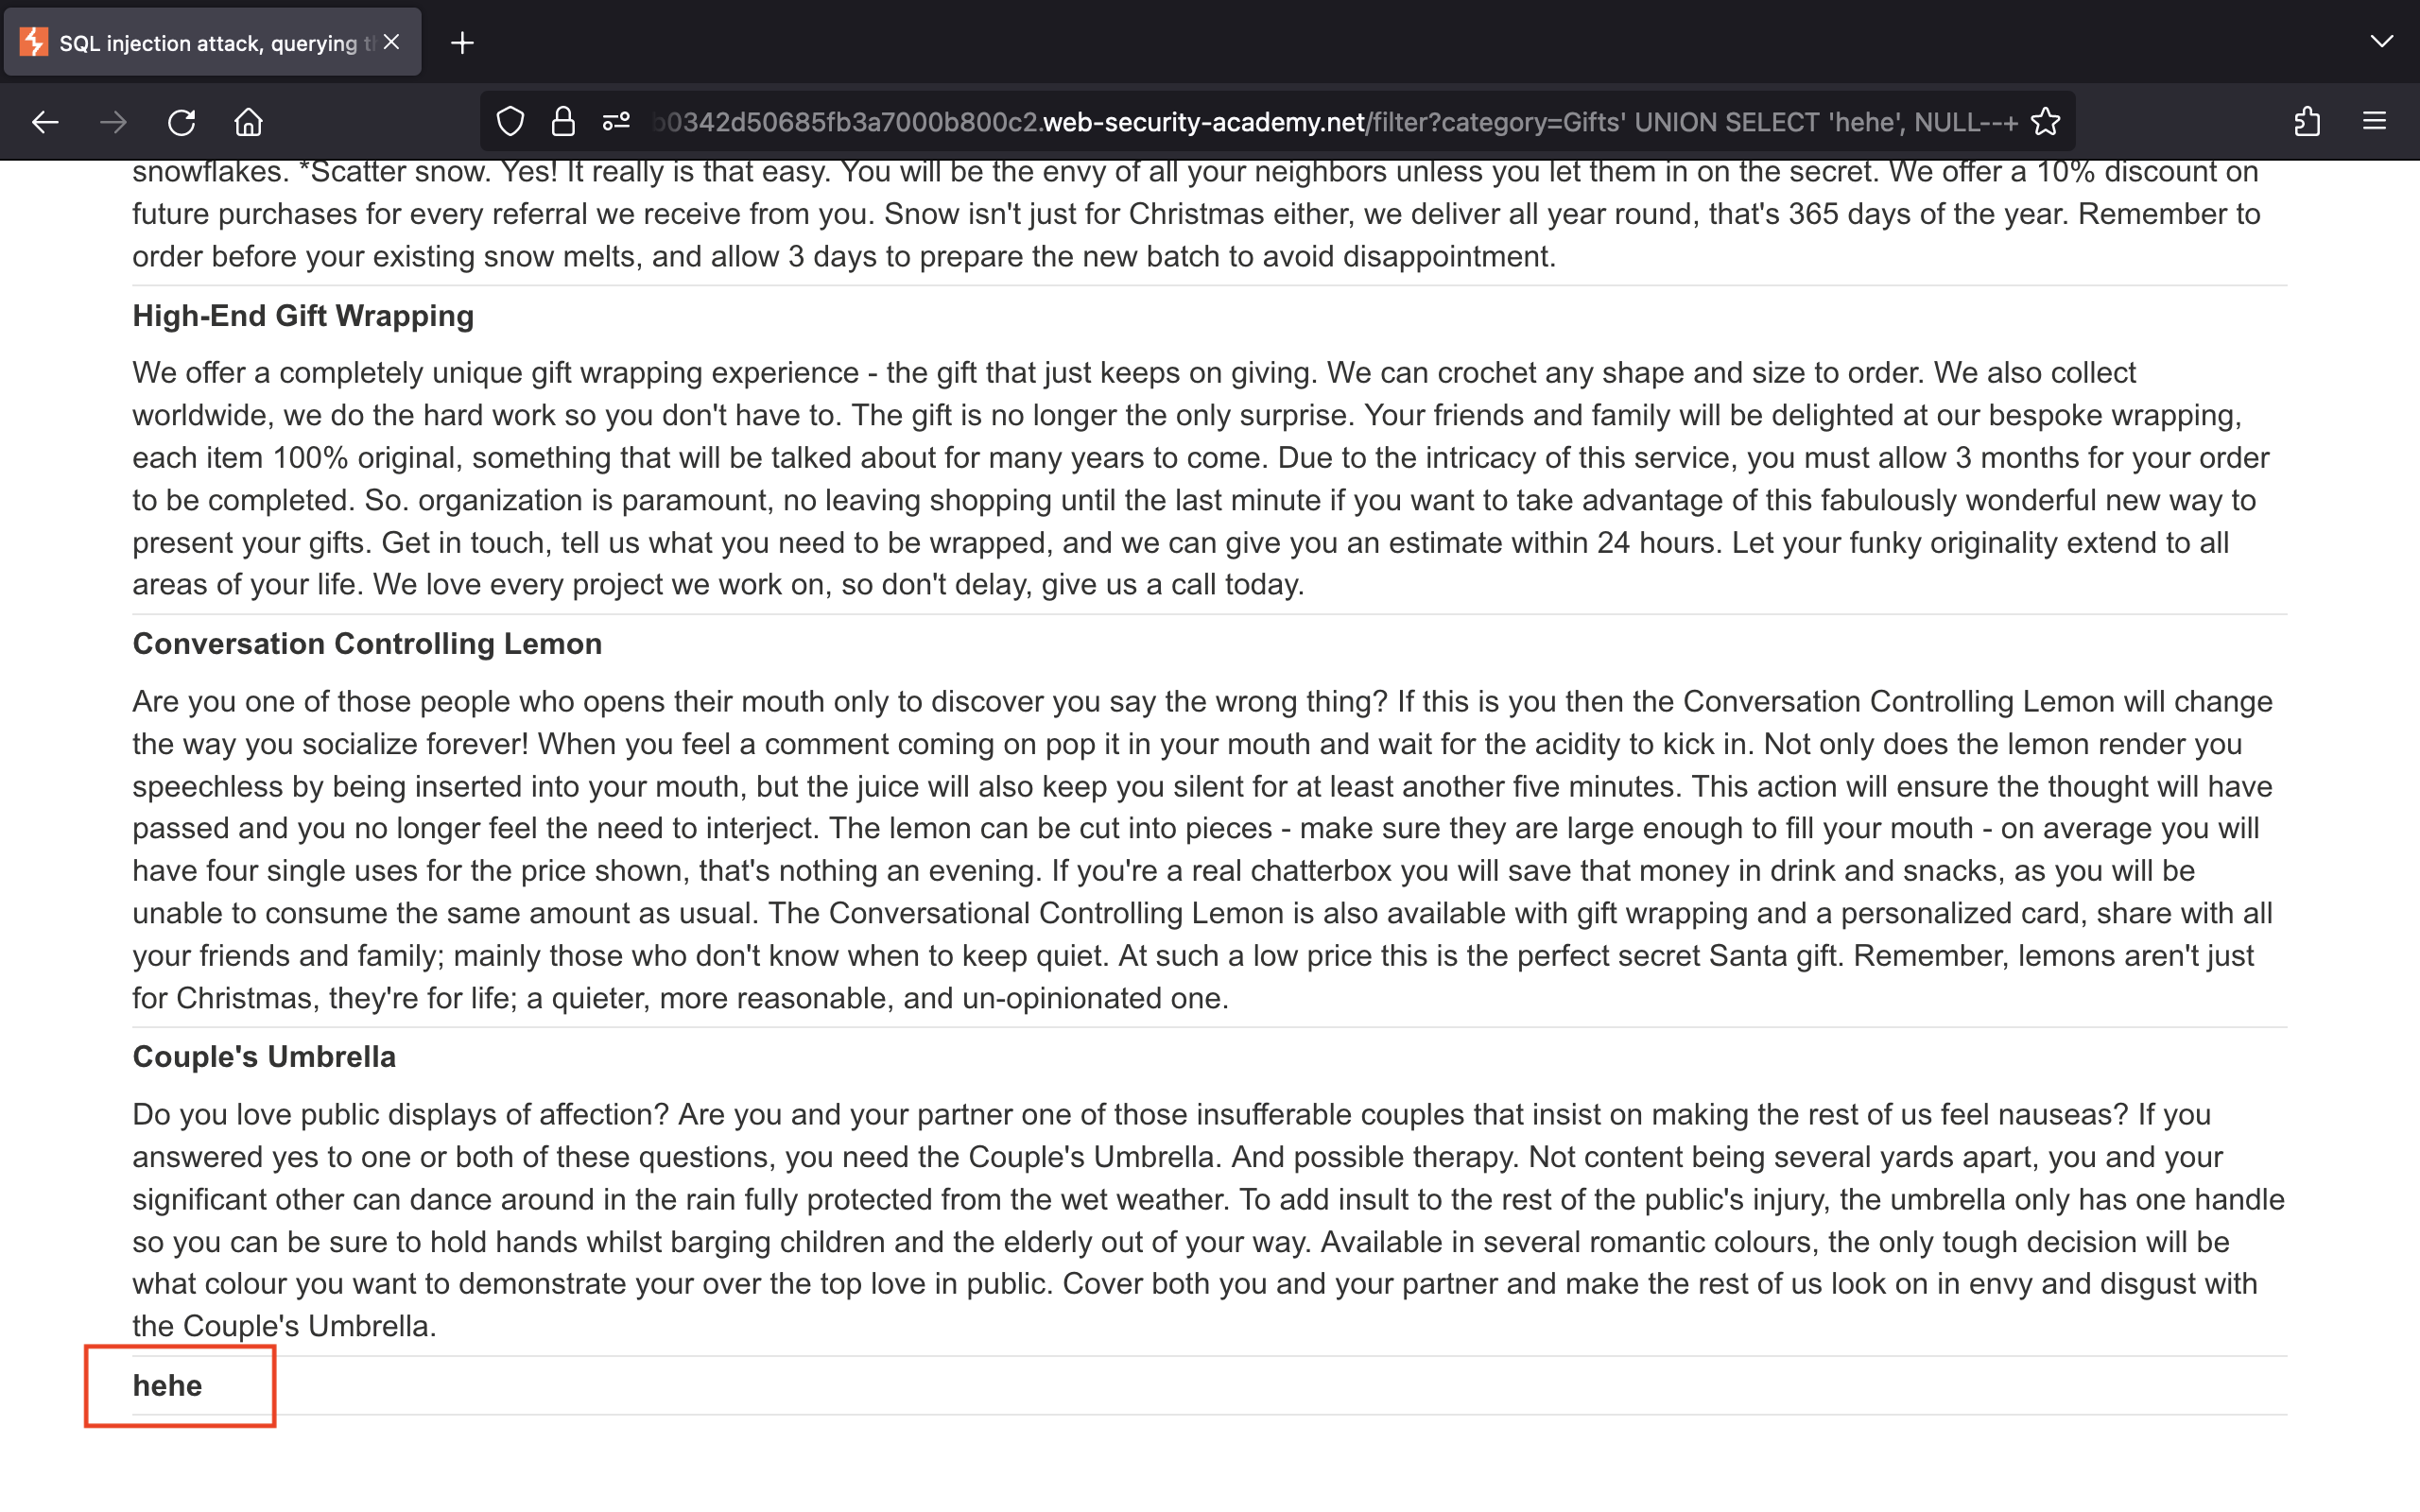 SQL injection attack, querying t
b0342d50685fb3a7000b800c2.web-security-academy.net/filter?category=Gifts' UNION SELECT 'hehe', NULL--+
snowflakes. *Scatter snow. Yes! It really is that easy. You will be the envy of all your neighbors unless you let them in on the secret. We offer a 10% discount on
future purchases for every referral we receive from you. Snow isn't just for Christmas either, we deliver all year round, that's 365 days of the year. Remember to
order before your existing snow melts, and allow 3 days to prepare the new batch to avoid disappointment.
High-End Gift Wrapping
We offer a completely unique gift wrapping experience - the gift that just keeps on giving. We can crochet any shape and size to order. We also collect
worldwide, we do the hard work so you don't have to. The gift is no longer the only surprise. Your friends and family will be delighted at our bespoke wrapping,
each item 100% original, something that will be talked about for many years to come. Due to the intricacy of this service, you must allow 3 months for your order
to be completed. So. organization is paramount, no leaving shopping until the last minute if you want to take advantage of this fabulously wonderful new way to
present your gifts. Get in touch, tell us what you need to be wrapped, and we can give you an estimate within 24 hours. Let your funky originality extend to all
areas of your life. We love every project we work on, so don't delay, give us a call today.
Conversation Controlling Lemon
Are you one of those people who opens their mouth only to discover you say the wrong thing? If this is you then the Conversation Controlling Lemon will change
the way you socialize forever! When you feel a comment coming on pop it in your mouth and wait for the acidity to kick in. Not only does the lemon render you
speechless by being inserted into your mouth, but the juice will also keep you silent for at least another five minutes. This action will ensure the thought will have
passed and you no longer feel the need to interject. The lemon can be cut into pieces - make sure they are large enough to fill your mouth - on average you will
have four single uses for the price shown, that's nothing an evening. If you're a real chatterbox you will save that money in drink and snacks, as you will be
unable to consume the same amount as usual. The Conversational Controlling Lemon is also available with gift wrapping and a personalized card, share with all
your friends and family; mainly those who don't know when to keep quiet. At such a low price this is the perfect secret Santa gift. Remember, lemons aren't just
for Christmas, they're for life; a quieter, more reasonable, and un-opinionated one.
Couple's Umbrella
Do you love public displays of affection? Are you and your partner one of those insufferable couples that insist on making the rest of us feel nauseas? If you
answered yes to one or both of these questions, you need the Couple's Umbrella. And possible therapy. Not content being several yards apart, you and your
significant other can dance around in the rain fully protected from the wet weather. To add insult to the rest of the public's injury, the umbrella only has one handle
so you can be sure to hold hands whilst barging children and the elderly out of your way. Available in several romantic colours, the only tough decision will be
what colour you want to demonstrate your over the top love in public. Cover both you and your partner and make the rest of us look on in envy and disgust with
the Couple's Umbrella.
hehe